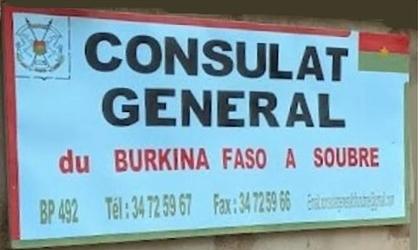 CONSULAT
GENERAL
du BURKINA FASO A SOUBRE
BP 492 Tél : 34 72 59 67 Fax : 34 72 59 66